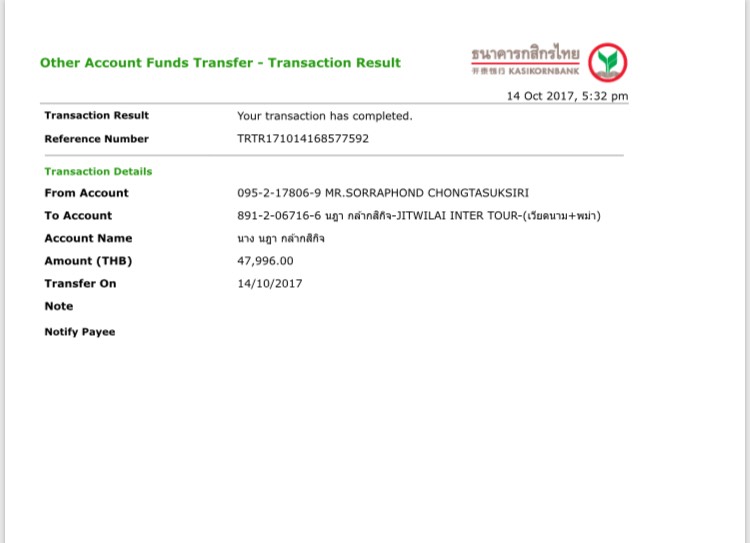 Other Account Funds Transfer - Transaction Result
ธนาคารกสิกรไทย
开泰银行 KASIKORNBANK
14 Oct 2017, 5:32 pm
Transaction Result Your transaction has completed.
Reference Number TRTR171014168577592
Transaction Details
From Account 095-2-17806-9 MR.SORRAPHOND CHONGTASUKSIRI
To Account 891-2-06716-6 นฎา กล่ำกสิกิจ-JITWILAI INTER TOUR-(เวียดนาม+พม่า)
Account Name นาง นฎา กล่ำกสิกิจ
Amount (THB) 47,996.00
Transfer On 14/10/2017
Note
Notify Payee